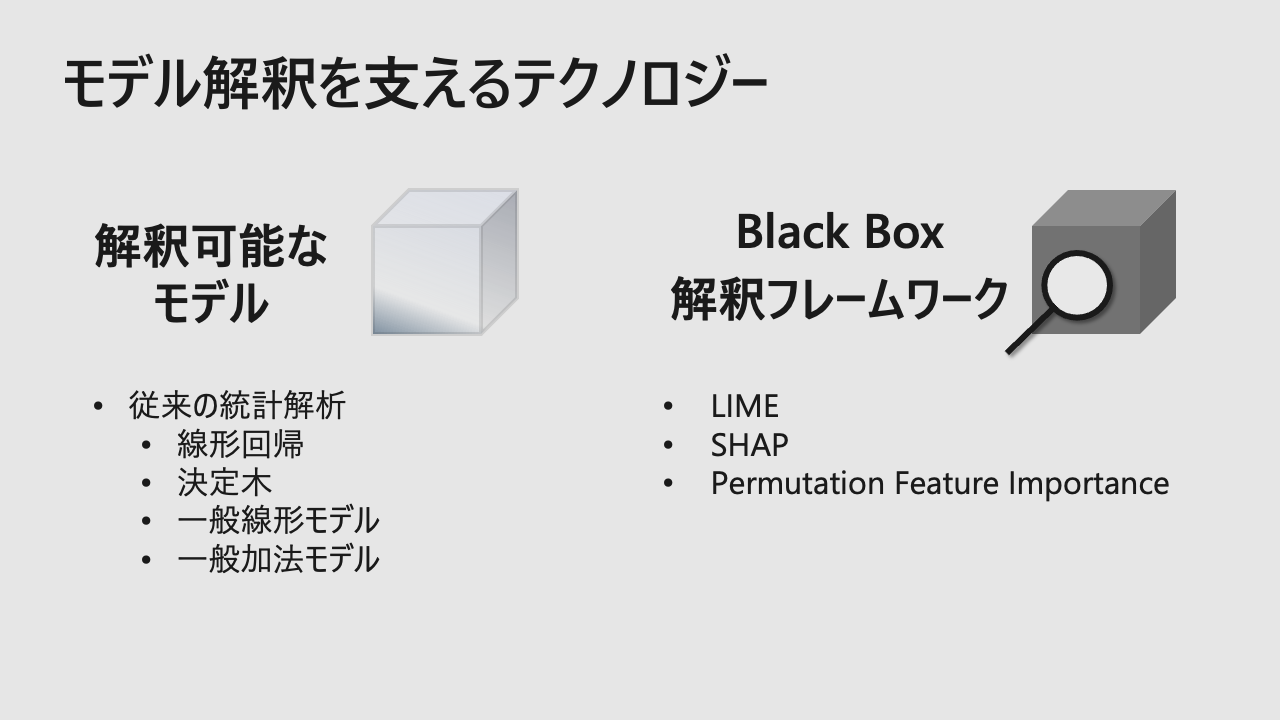 モデル解釈を支えるテクノロジー
解釈可能な
モデル
• 従来の統計解析
• 線形回帰
• 決定木
• 一般線形モデル
• 一般加法モデル
Black Box
解釈フレームワーク
• LIME
• SHAP
• Permutation Feature Importance